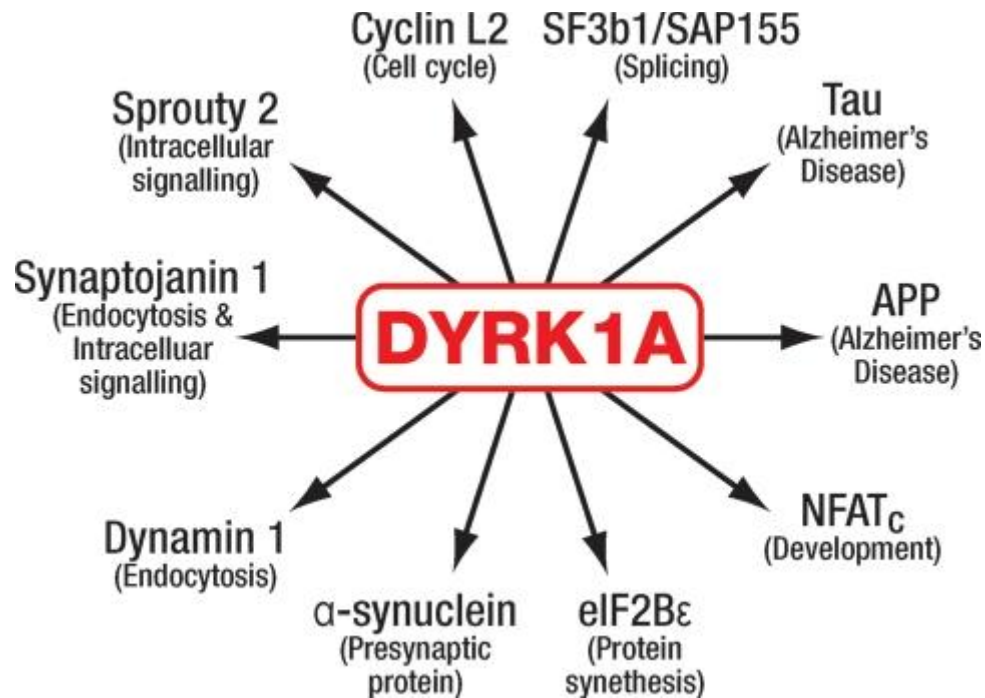 Cyclin L2
(Cell cycle)
SF3b1/SAP155
(Splicing)
Sprouty 2
(Intracellular
signalling)
Tau
(Alzheimer's
Disease)
Synaptojanin 1
(Endocytosis &
Intracelluar
signalling)
DYRK1A
APP
(Alzheimer's
Disease)
Dynamin 1
(Endocytosis)
NFATc
(Development)
α-synuclein
(Presynaptic
protein)
eIF2Bε
(Protein
synethesis)